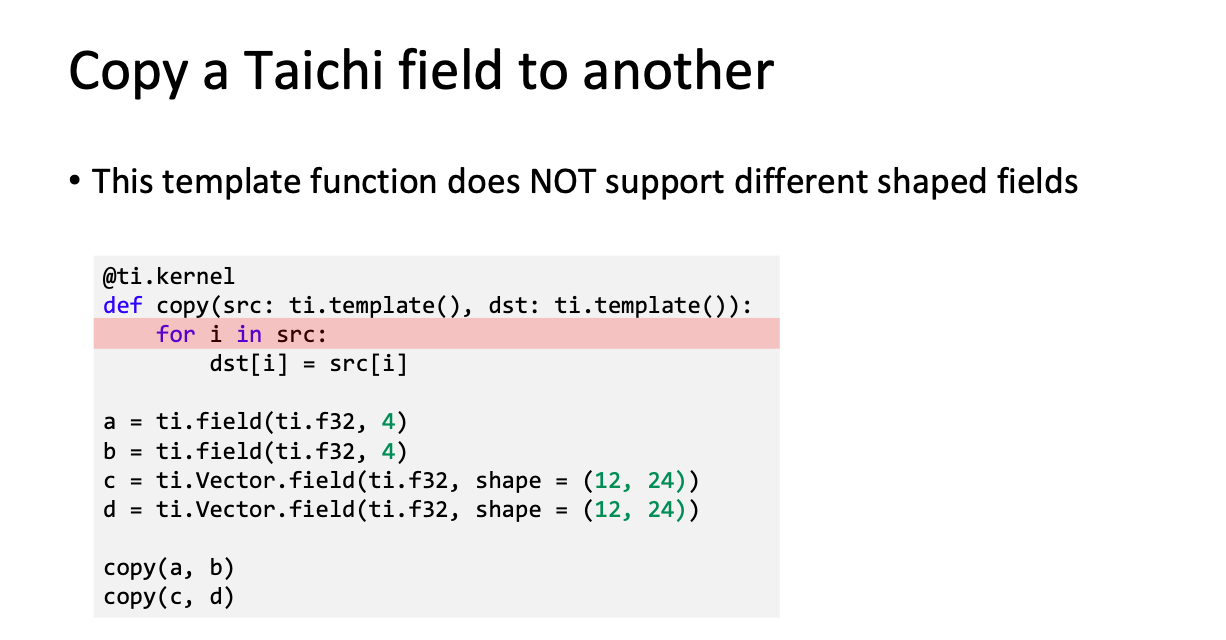 Copy a Taichi field to another
• This template function does NOT support different shaped fields
@ti.kernel
def copy(src: ti.template(), dst: ti.template()):
    for i in src:
        dst[i] = src[i]
a = ti.field(ti.f32, 4)
b = ti.field(ti.f32, 4)
c = ti.Vector.field(ti.f32, shape = (12, 24))
d = ti.Vector.field(ti.f32, shape = (12, 24))
copy(a, b)
copy(c, d)